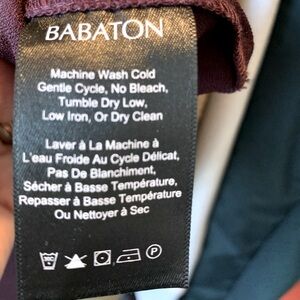 BABATON
Machine Wash Cold
Gentle Cycle, No Bleach,
Tumble Dry Low,
Low Iron, Or Dry Clean
Laver à La Machine à
L'eau Froide Au Cycle Délicat,
Pas De Blanchiment,
Sécher à Basse Température,
Repasser à Basse Température
Ou Nettoyer à Sec